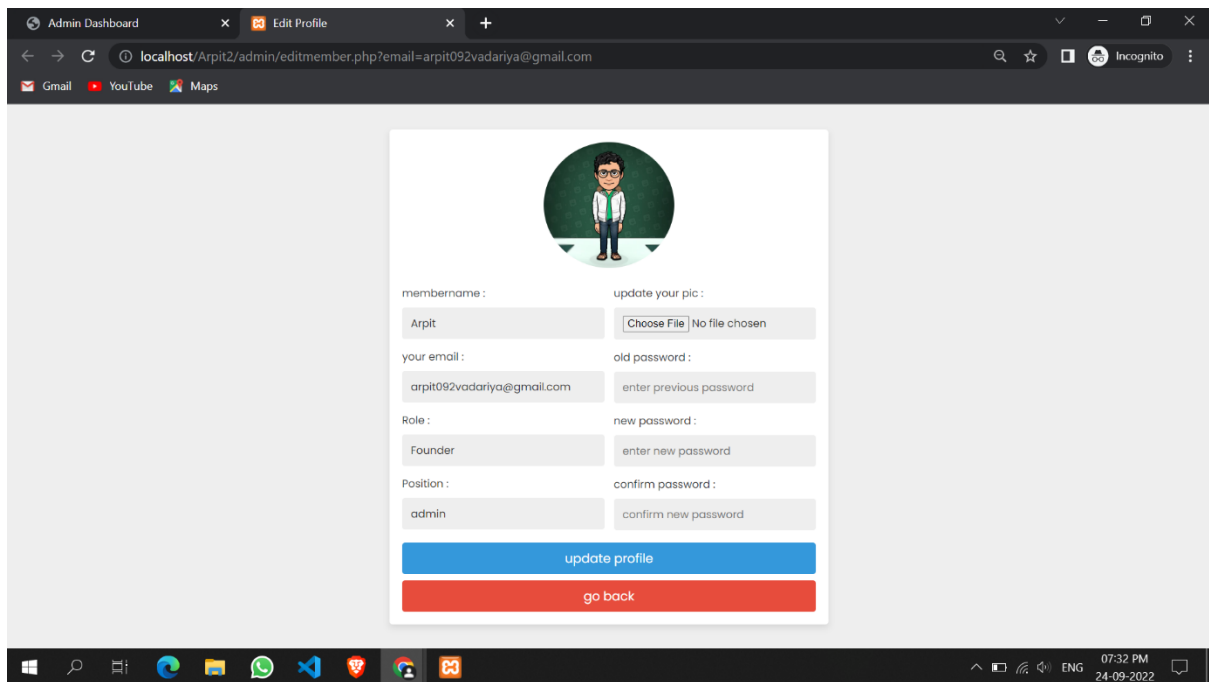 Admin Dashboard
Edit Profile
localhost/Arpit2/admin/editmember.php?email=arpit092vadariya@gmail.com
Incognito
Gmail YouTube Maps
membername :
update your pic :
Arpit
Choose File No file chosen
your email :
old password :
arpit092vadariya@gmail.com
enter previous password
Role :
new password :
Founder
enter new password
Position :
confirm password :
admin
confirm new password
update profile
go back
ENG
07:32 PM
24-09-2022